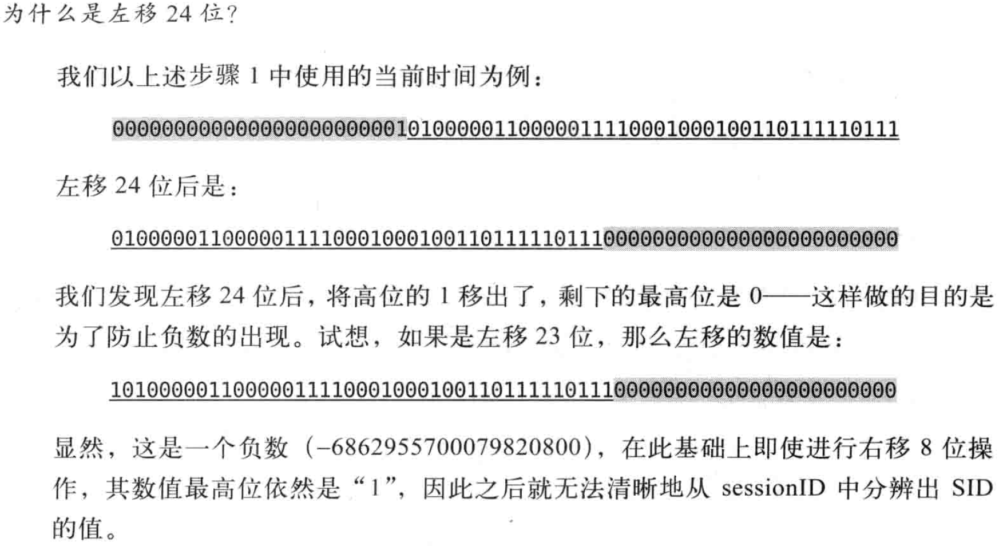 为什么是左移 24 位？
我们以上述步骤 1 中使用的当前时间为例：
0000000000000000000000010100000110000011110001000100110111110111
左移 24 位后是：
0100000110000011110001000100110111110111000000000000000000000000
我们发现左移 24 位后，将高位的 1 移出了，剩下的最高位是 0——这样做的目的是
为了防止负数的出现。试想，如果是左移 23 位，那么左移的数值是：
1010000011000001111000100010011011111011100000000000000000000000
显然，这是一个负数（–6862955700079820800），在此基础上即使进行右移 8 位操
作，其数值最高位依然是“1”，因此之后就无法清晰地从 sessionID 中分辨出 SID
的值。